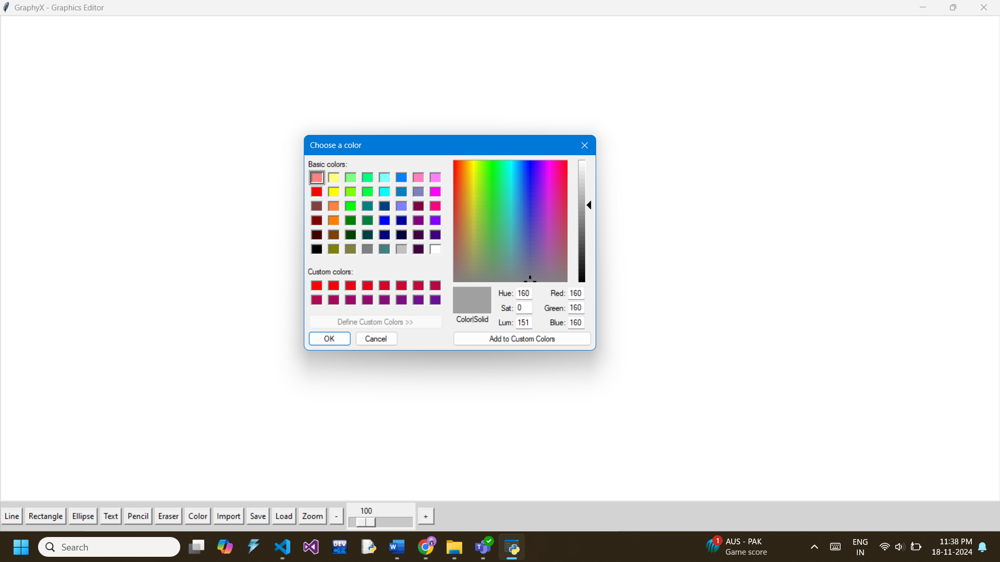 GraphyX - Graphics Editor
Choose a color
Basic colors:
Custom colors:
Define Custom Colors >>
OK Cancel
Color|Solid
Hue: 160 Red: 160
Sat: 0 Green: 160
Lum: 151 Blue: 160
Add to Custom Colors
100
Line Rectangle Ellipse Text Pencil Eraser Color Import Save Load Zoom - +
Search
DEV
W
T
1
AUS - PAK
Game score
ENG
IN
11:38 PM
18-11-2024